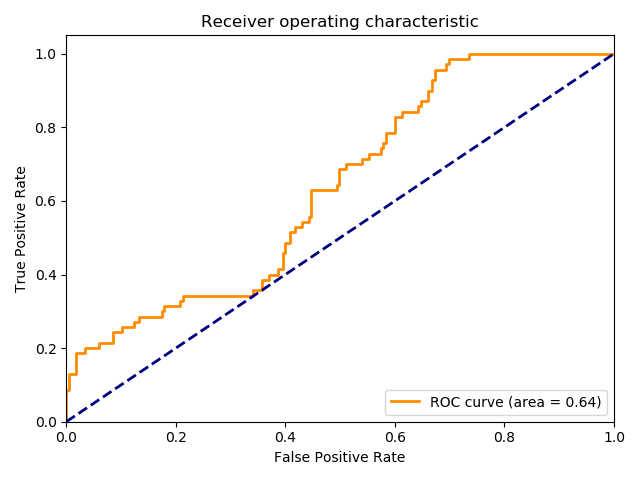 Receiver operating characteristic
True Positive Rate
1.0
0.8
0.6
0.4
0.2
0.0
ROC curve (area = 0.64)
0.0 0.2 0.4 0.6 0.8 1.0
False Positive Rate